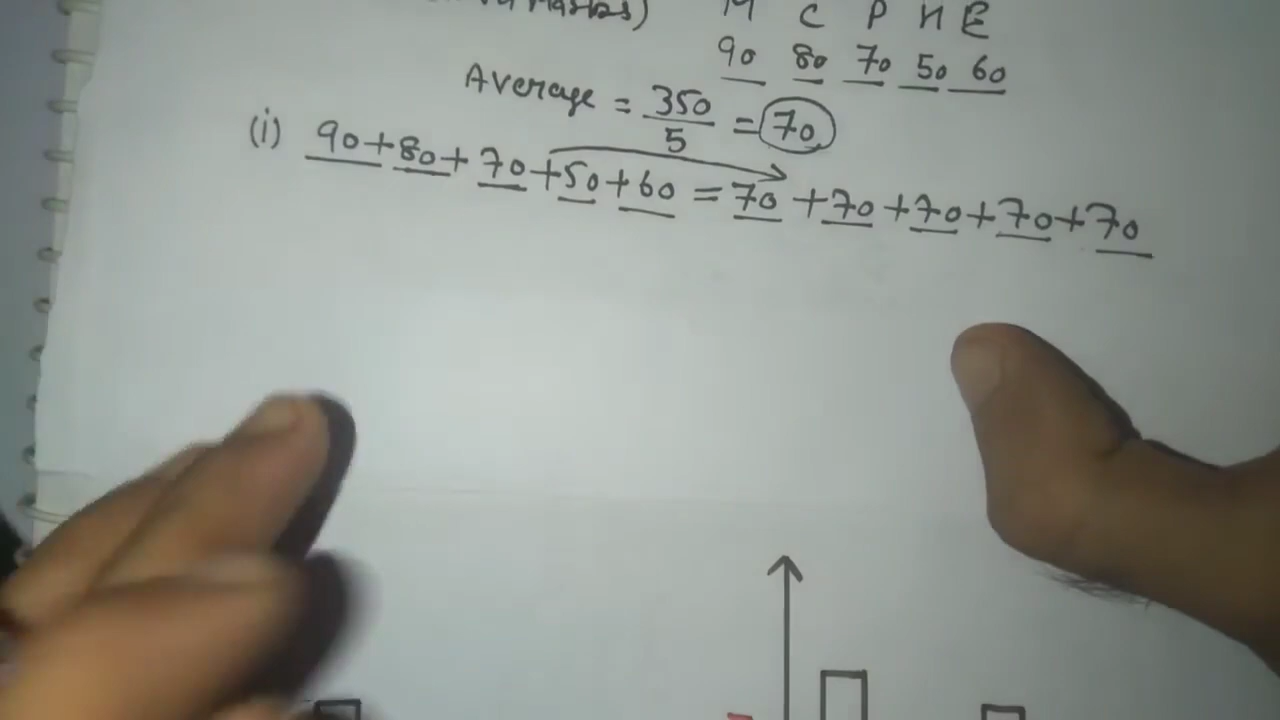 M C P H E
90 80 70 50 60
Average = 350/5 = 70
(i) 90+80+70+50+60 = 70+70+70+70+70